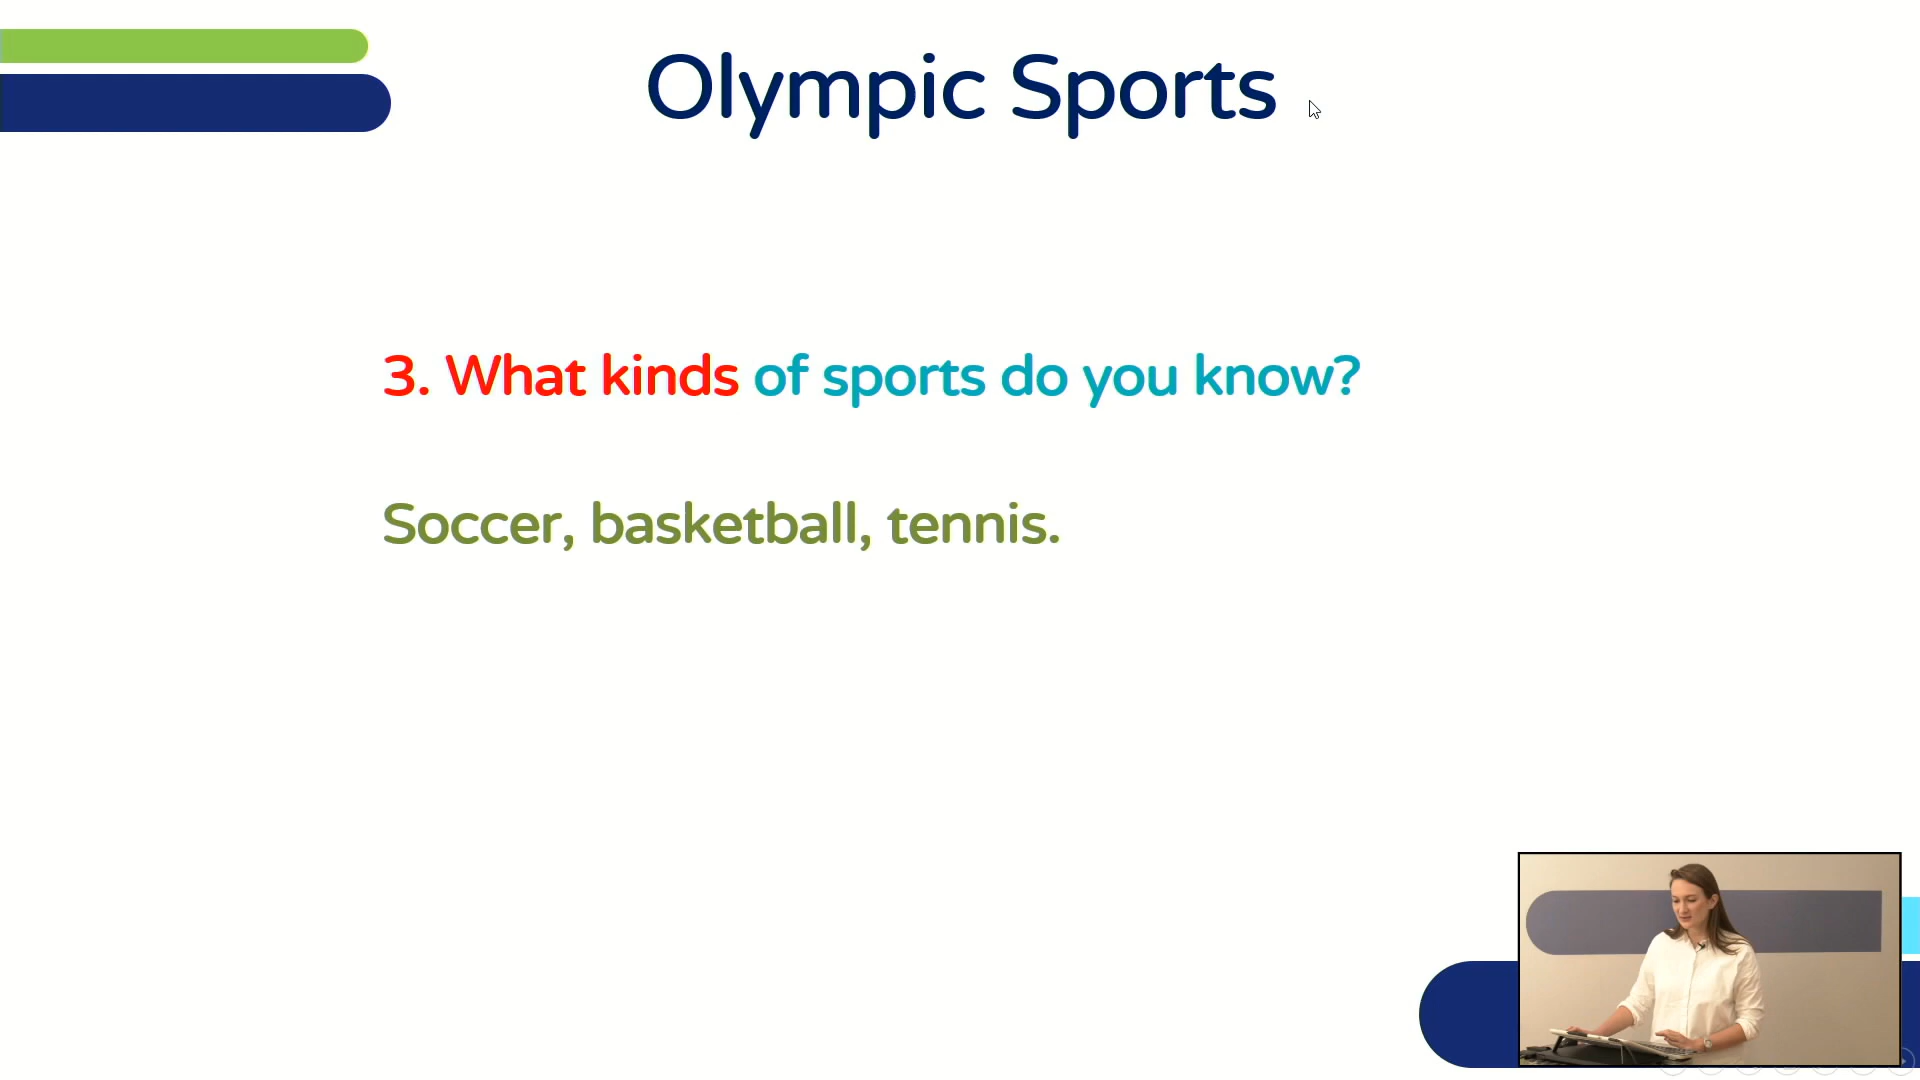 Olympic Sports
3. What kinds of sports do you know?
Soccer, basketball, tennis.